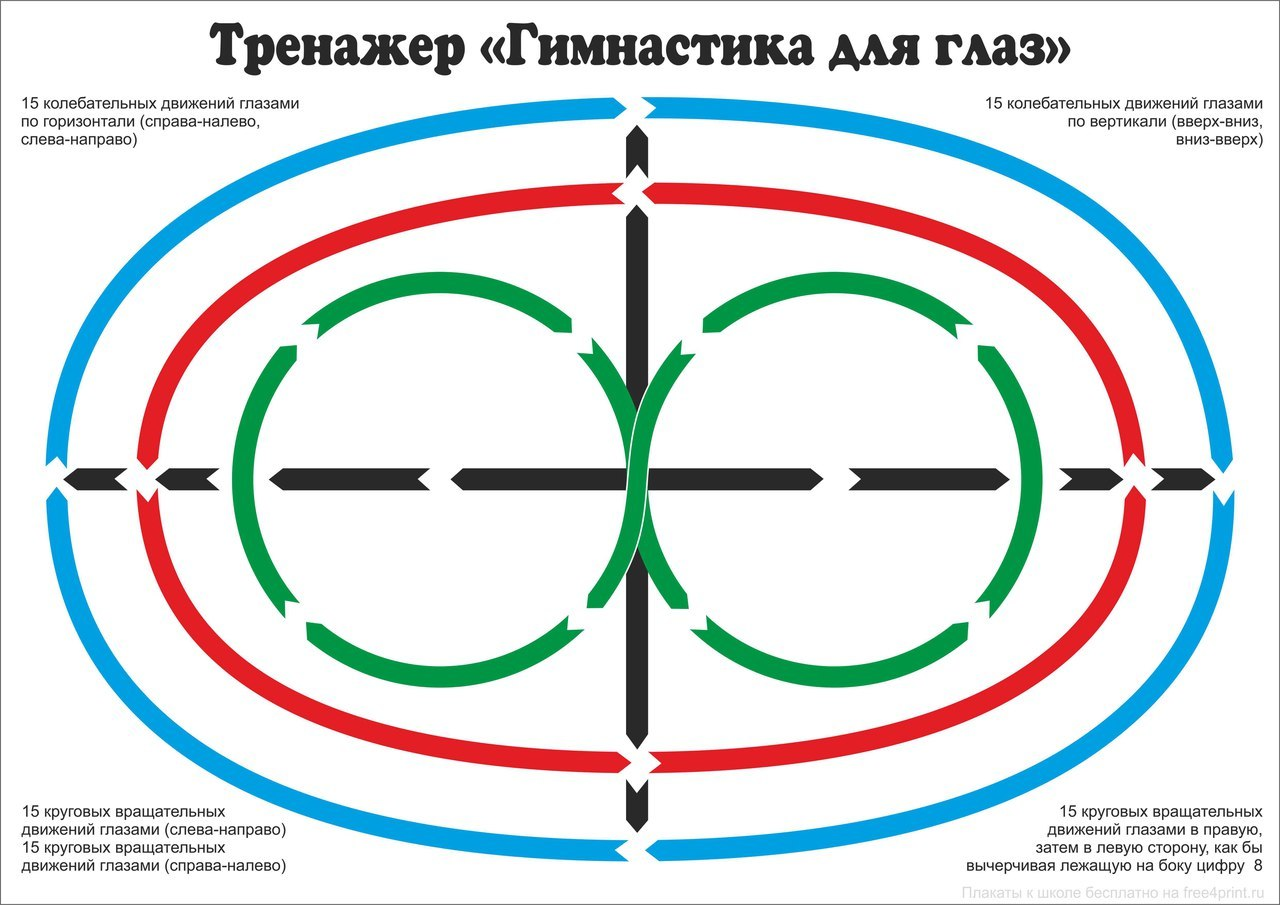 Тренажер «Гимнастика для глаз»
15 колебательных движений глазами
по горизонтали (справа-налево,
слева-направо)
15 колебательных движений глазами
по вертикали (вверх-вниз,
вниз-вверх)
15 круговых вращательных
движений глазами (слева-направо)
15 круговых вращательных
движений глазами (справа-налево)
15 круговых вращательных
движений глазами в правую,
затем в левую сторону, как бы
вычерчивая лежащую на боку цифру 8
Плакаты к школе бесплатно на free4print.ru